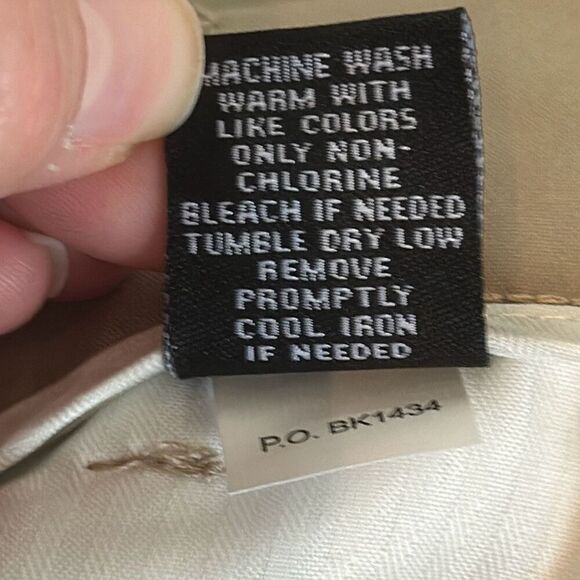 MACHINE WASH
WARM WITH
LIKE COLORS
ONLY NON-
CHLORINE
BLEACH IF NEEDED
TUMBLE DRY LOW
REMOVE
PROMPTLY
COOL IRON
IF NEEDED
P.O. BK1434